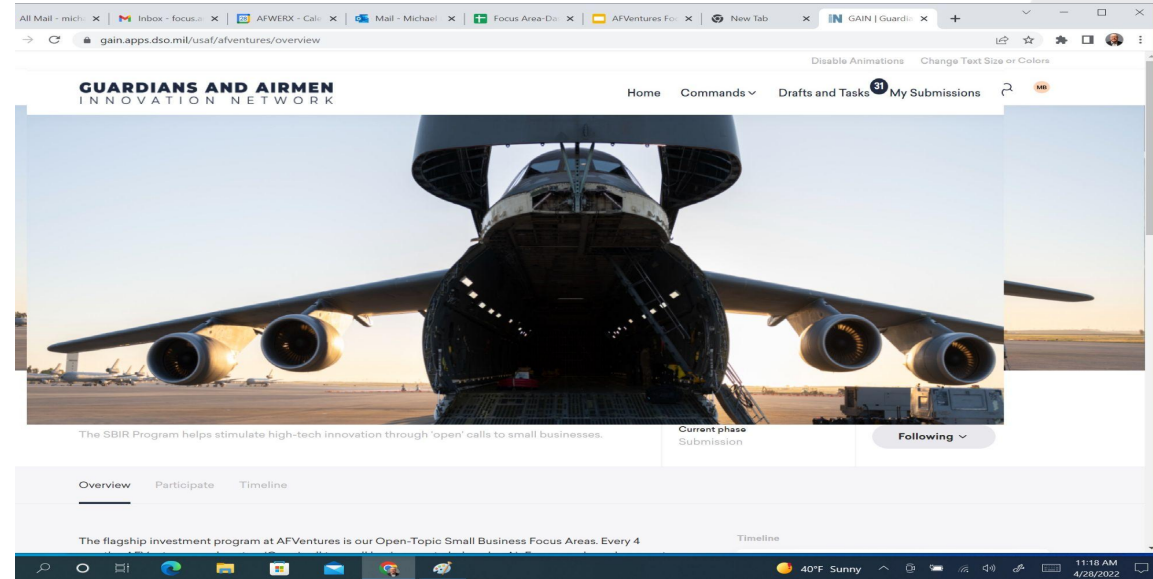 All Mail - mich
Inbox - focus.a
AFWERX - Cale
Mail - Michael
Focus Area-Da
AFVentures Foc
New Tab
GAIN | Guardia
gain.apps.dso.mil/usaf/afventures/overview
Disable Animations Change Text Size or Colors
GUARDIANS AND AIRMEN
INNOVATION NETWORK
Home Commands Drafts and Tasks 31 My Submissions MB
The SBIR Program helps stimulate high-tech innovation through 'open' calls to small businesses.
Current phase
Submission
Following
Overview Participate Timeline
The flagship investment program at AFVentures is our Open-Topic Small Business Focus Areas. Every 4
Timeline
40°F Sunny
11:18 AM
4/28/2022